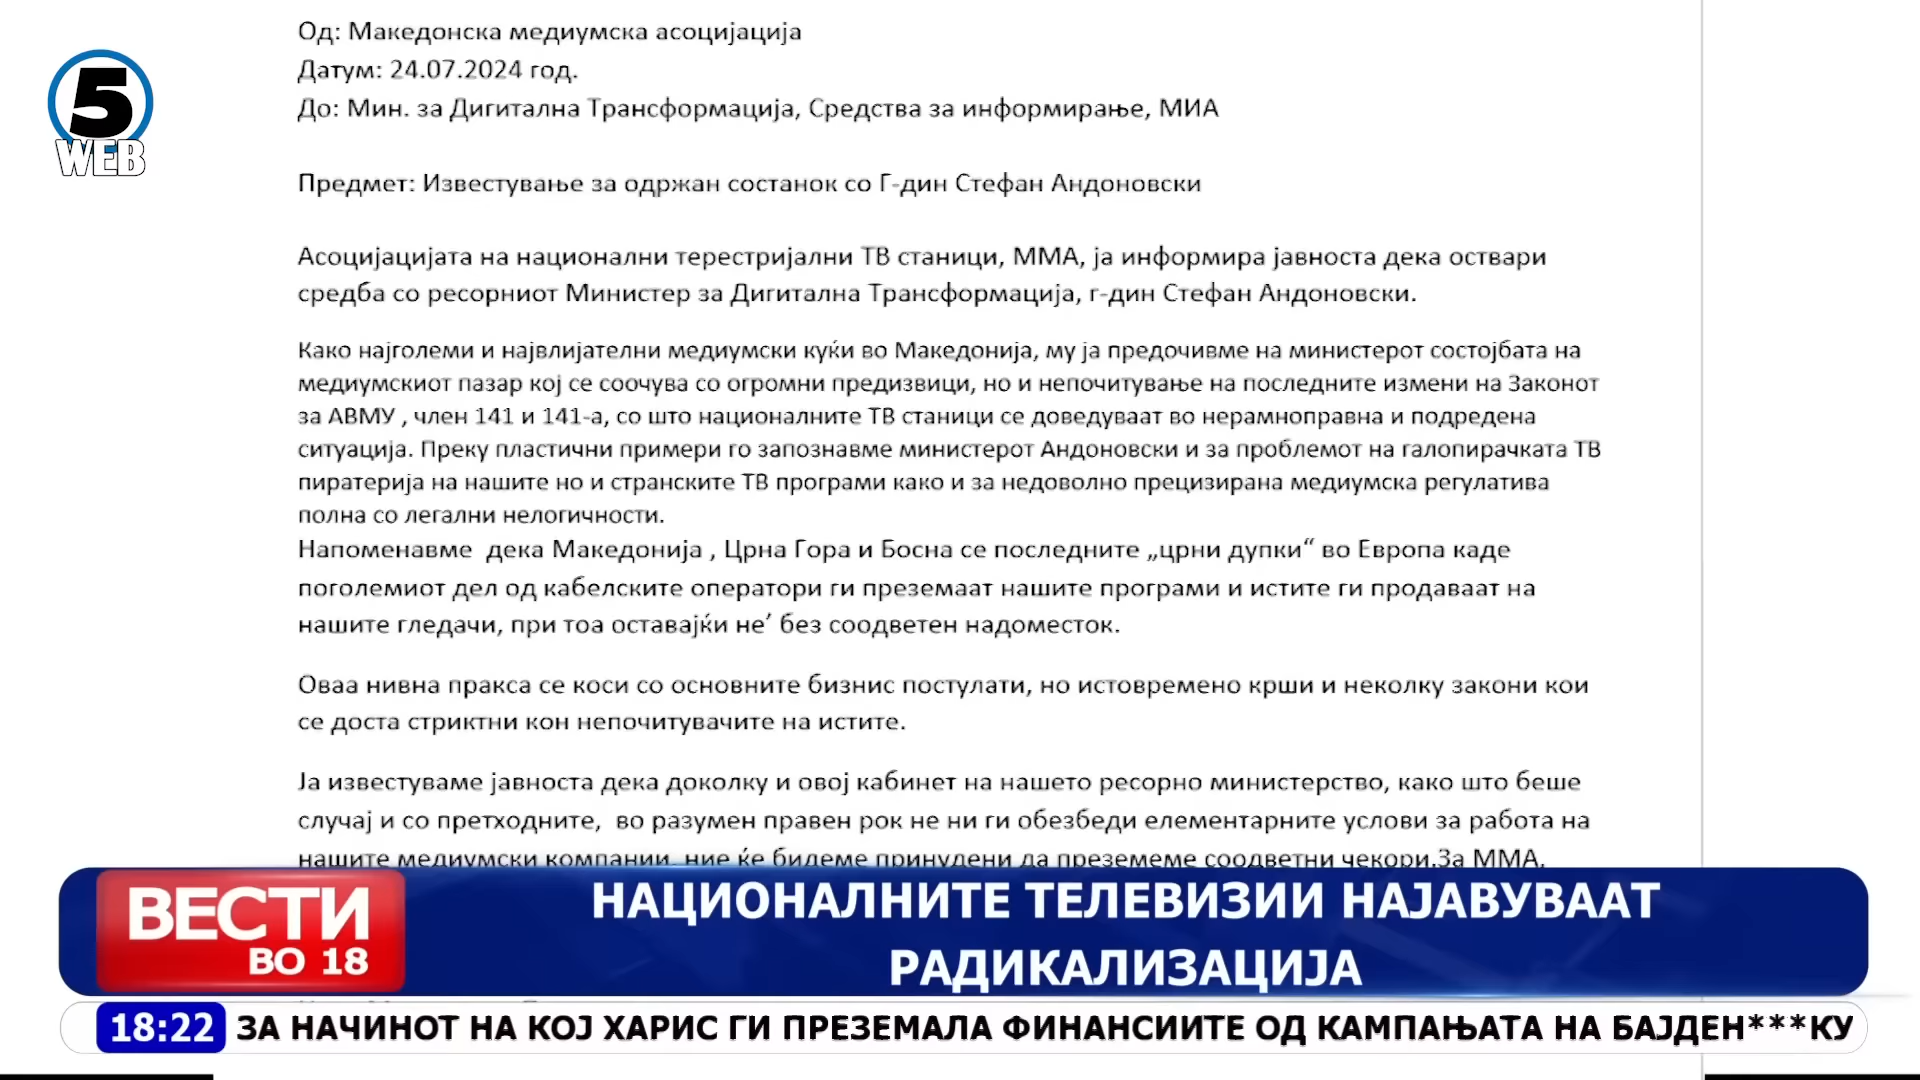 5
WEB
Од: Македонска медиумска асоцијација
Датум: 24.07.2024 год.
До: Мин. за Дигитална Трансформација, Средства за информирање, МИА
Предмет: Известување за одржан состанок со Г-дин Стефан Андоновски
Асоцијацијата на национални терестријални ТВ станици, ММА, ја информира јавноста дека оствари
средба со ресорниот Министер за Дигитална Трансформација, г-дин Стефан Андоновски.
Како најголеми и највлијателни медиумски куќи во Македонија, му ја предочивме на министерот состојбата на
медиумскиот пазар кој се соочува со огромни предизвици, но и непочитување на последните измени на Законот
за АВМУ , член 141 и 141-а, со што националните ТВ станици се доведуваат во нерамноправна и подредена
ситуација. Преку пластични примери го запознавме министерот Андоновски и за проблемот на галопирачката ТВ
пиратерија на нашите но и странските ТВ програми како и за недоволно прецизирана медиумска регулатива
полна со легални нелогичности.
Напоменавме дека Македонија , Црна Гора и Босна се последните „црни дупки“ во Европа каде
поголемиот дел од кабелските оператори ги преземаат нашите програми и истите ги продаваат на
нашите гледачи, при тоа оставајќи не’ без соодветен надоместок.
Оваа нивна пракса се коси со основните бизнис постулати, но истовремено крши и неколку закони кои
се доста стриктни кон непочитувачите на истите.
Ја известуваме јавноста дека доколку и овој кабинет на нашето ресорно министерство, како што беше
случај и со претходните, во разумен правен рок не ни ги обезбеди елементарните услови за работа на
нашите медиумски компании, ние ќе бидеме принудени да преземеме соодветни чекори.За ММА,
ВЕСТИ
ВО 18
НАЦИОНАЛНИТЕ ТЕЛЕВИЗИИ НАЈАВУВААТ
РАДИКАЛИЗАЦИЈА
18:22 ЗА НАЧИНОТ НА КОЈ ХАРИС ГИ ПРЕЗЕМАЛА ФИНАНСИИТЕ ОД КАМПАЊАТА НА БАЈДЕН***КУ